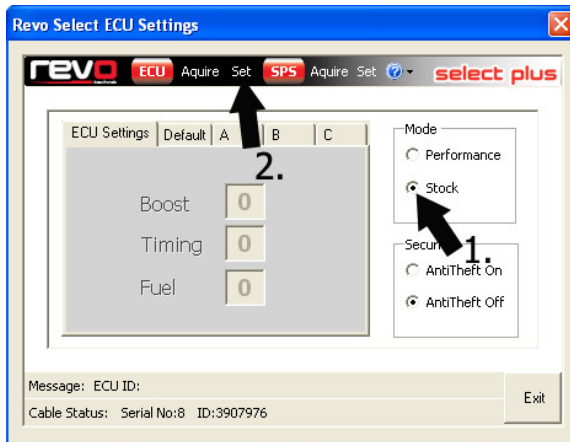 Revo Select ECU Settings
revo ECU Aquire Set SPS Aquire Set ? select plus
ECU Settings Default A B C
2.
Boost 0
Timing 0
Fuel 0
Mode
Performance
Stock
1.
AntiTheft On
AntiTheft Off
Message: ECU ID:
Cable Status: Serial No:8 ID:3907976
Exit